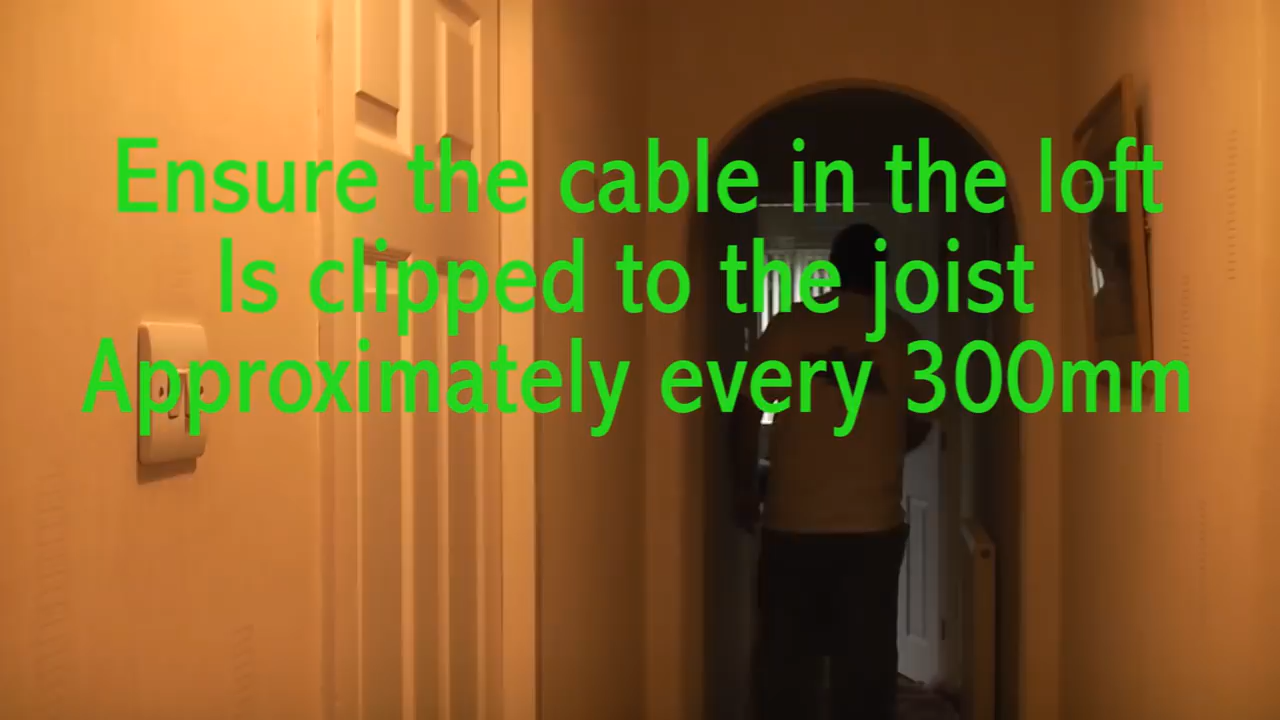 Ensure the cable in the loft
Is clipped to the joist
Approximately every 300mm